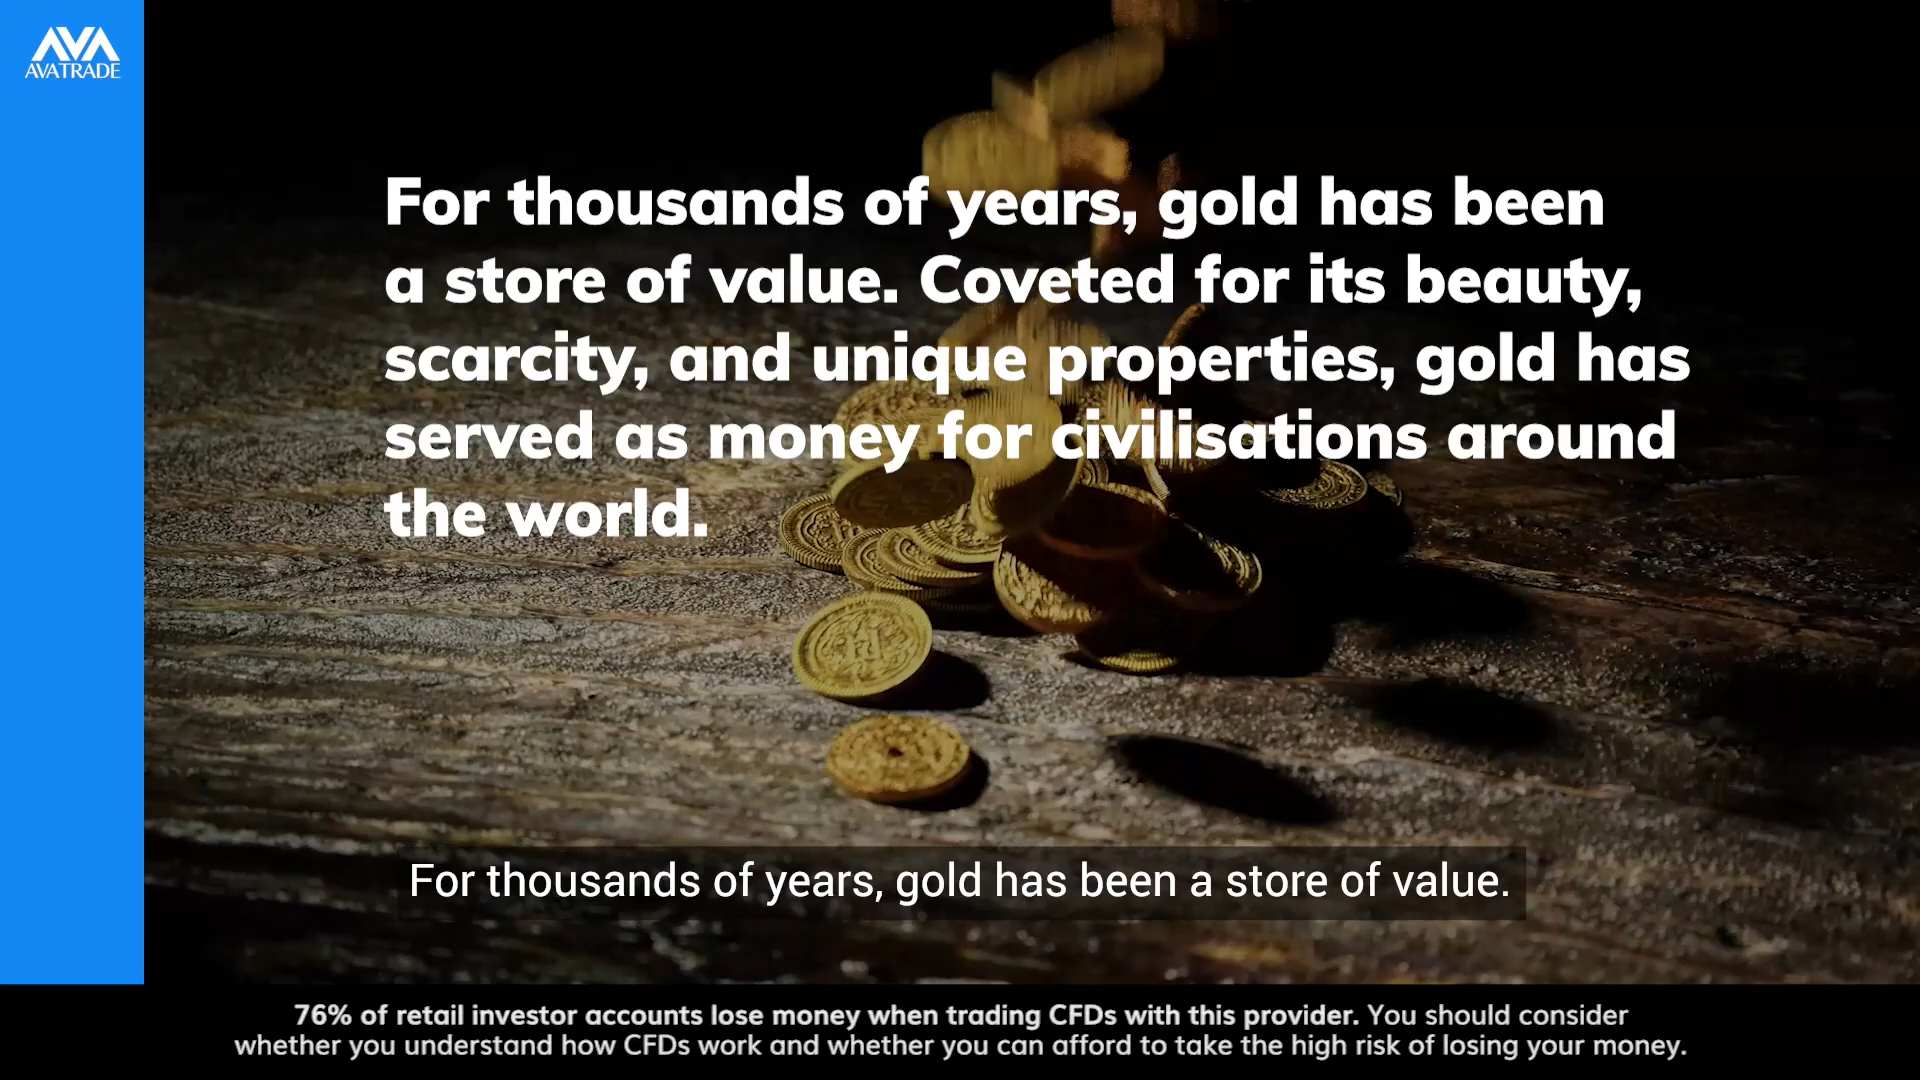 AVA
AVATRADE
For thousands of years, gold has been
a store of value. Coveted for its beauty,
scarcity, and unique properties, gold has
served as money for civilisations around
the world.
For thousands of years, gold has been a store of value.
76% of retail investor accounts lose money when trading CFDs with this provider. You should consider
whether you understand how CFDs work and whether you can afford to take the high risk of losing your money.